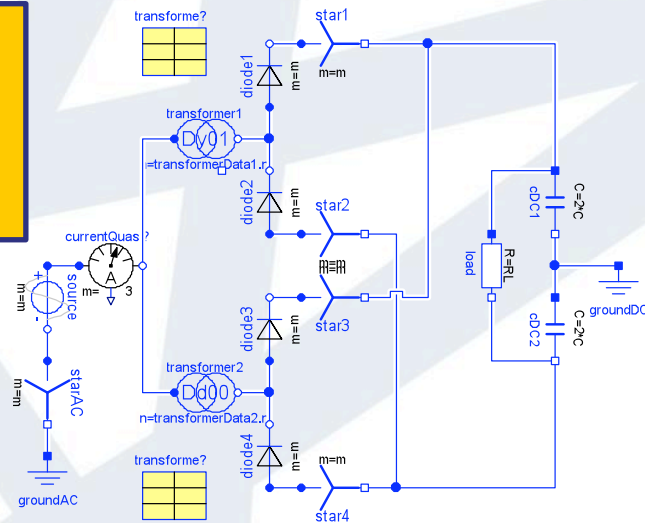 transforme?
star1
m=m
diode1
m=m
transformer1
Dy01
=transformerData1.r
diode2
m=m
star2
m=m
m=m
currentQuas ?
A
m=
3
+
source
-
m=m
star3
diode3
m=m
transformer2
Dd00
n=transformerData2.r
starAC
m=m
groundAC
transforme?
diode4
m=m
m=m
star4
R=RL
load
C=2*C
cDC1
groundDC
C=2*C
cDC2